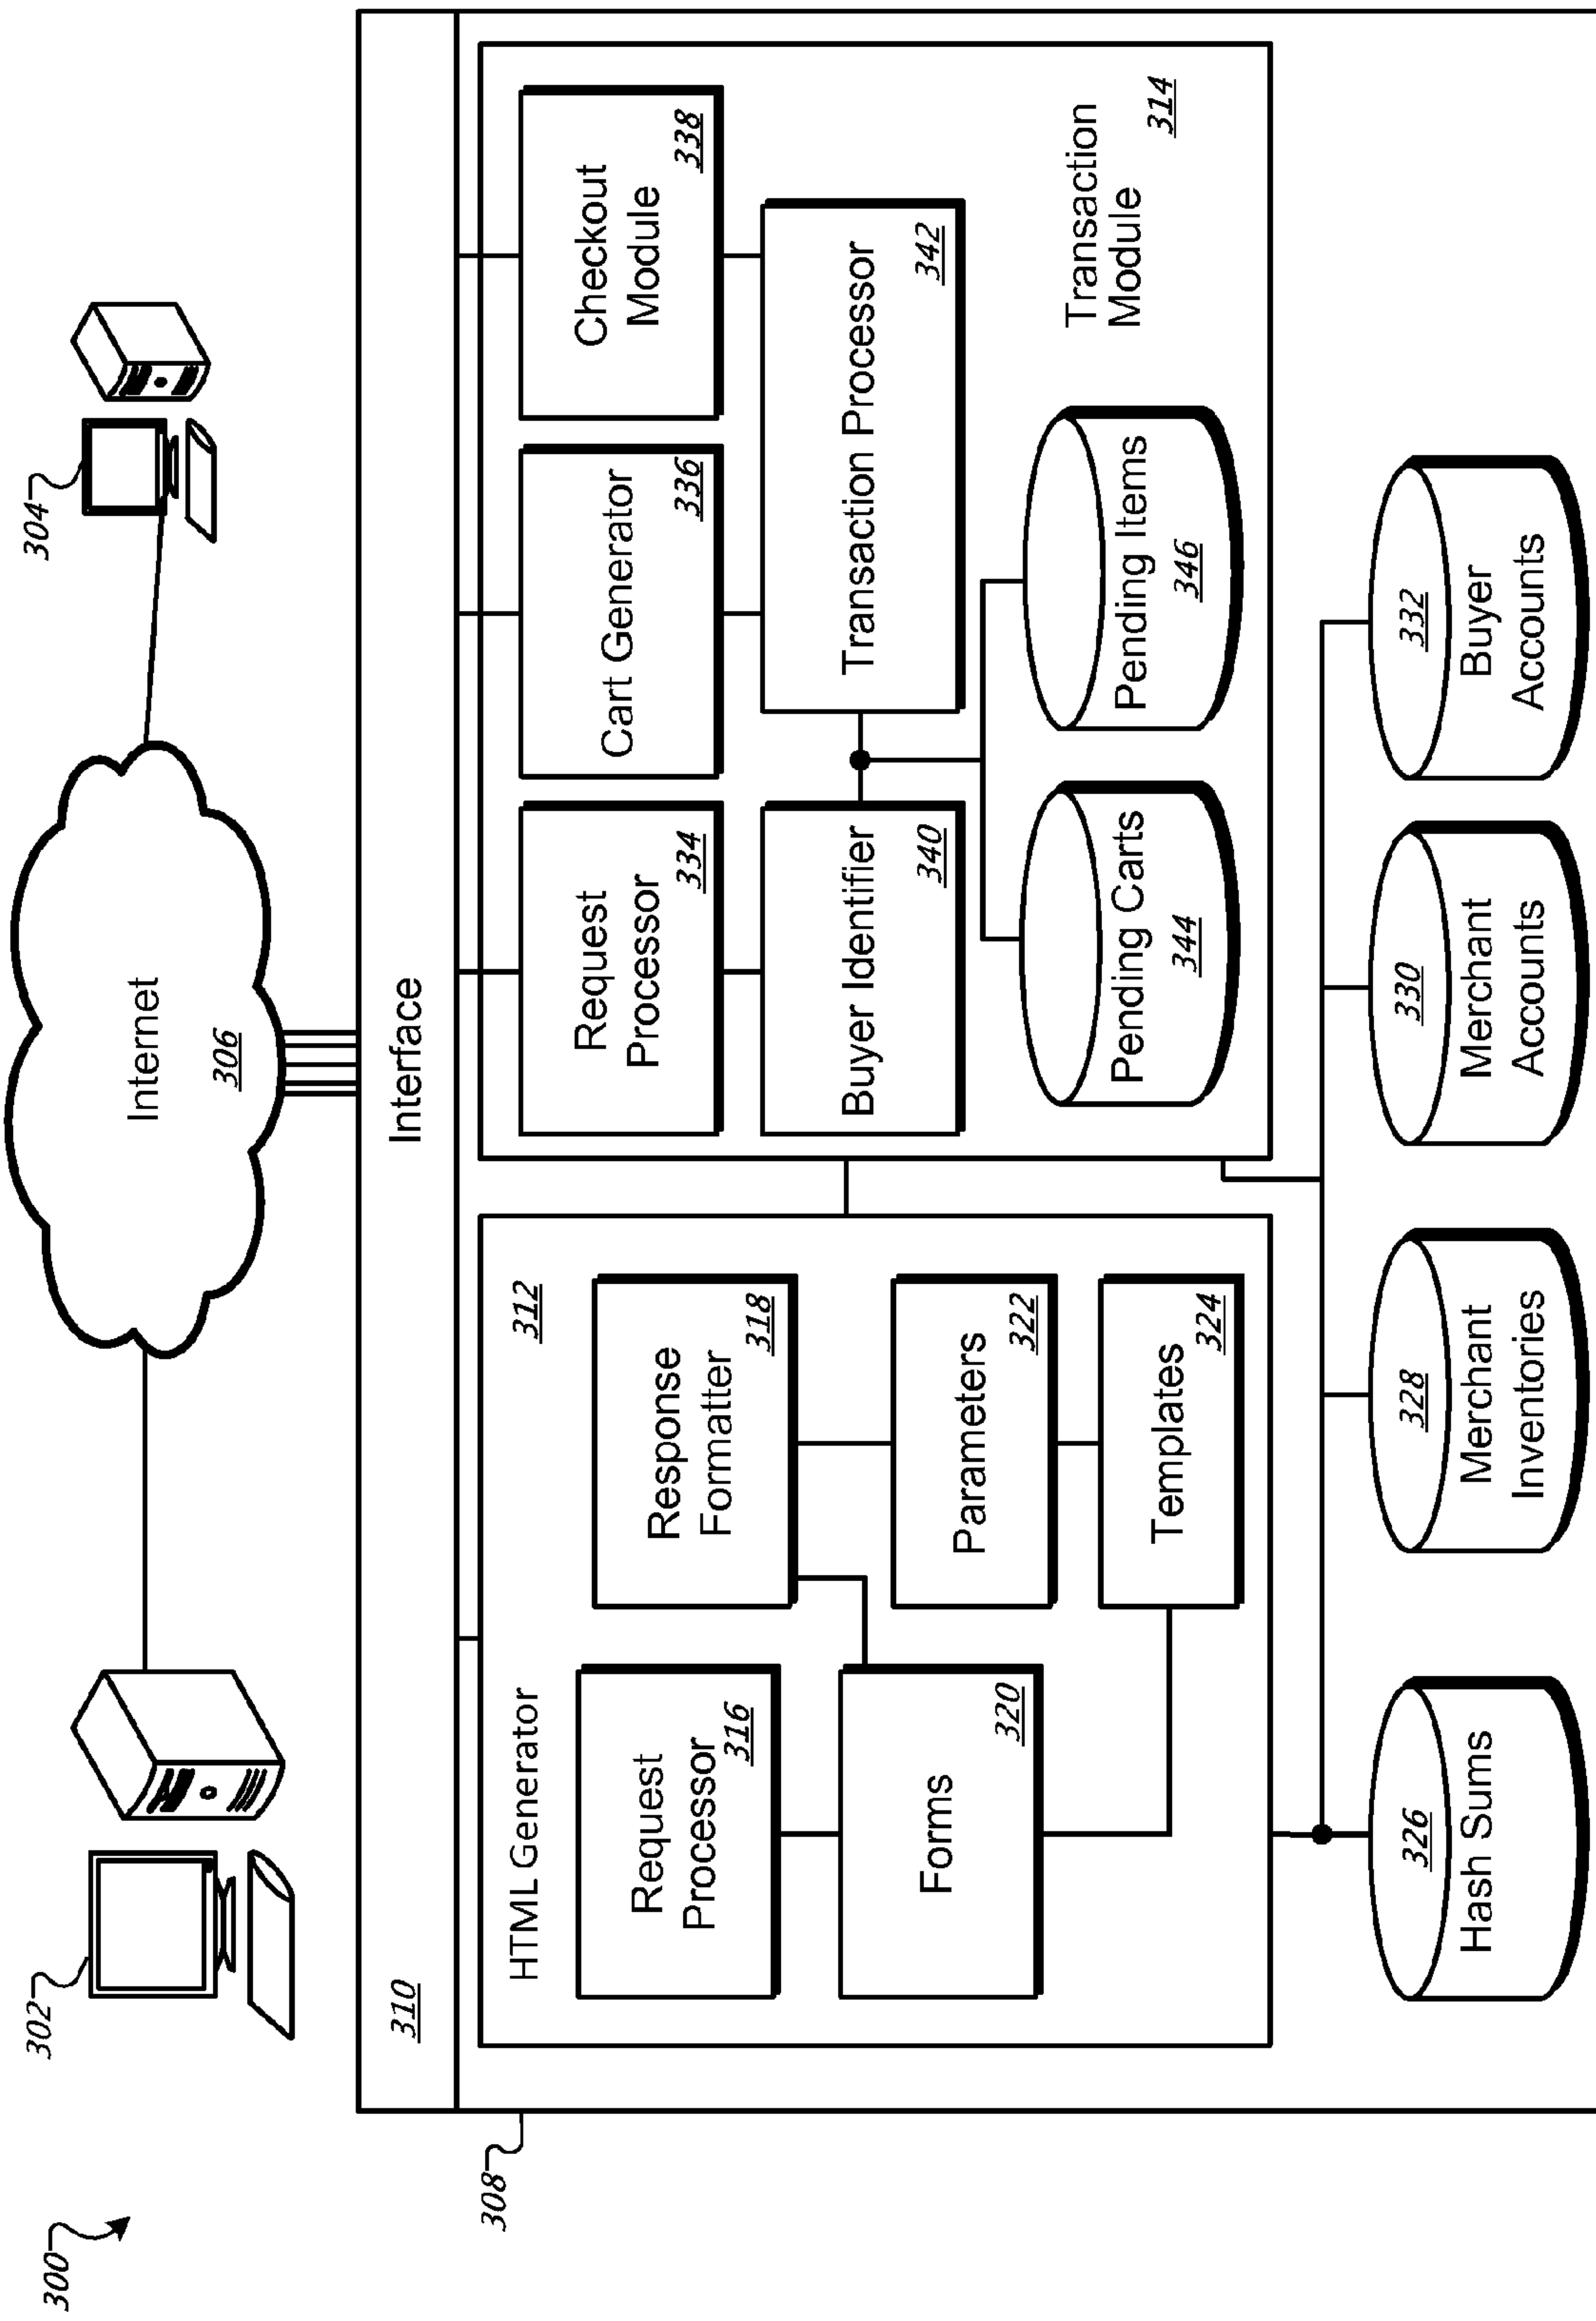 300
302
304
Internet
306
308
310
Interface
HTML Generator
312
Request
Processor
316
Response
Formatter
318
Forms
320
Parameters
322
Templates
324
Request
Processor
334
Cart Generator
336
Checkout
Module
338
Buyer Identifier
340
Transaction Processor
342
Pending Carts
344
Pending Items
346
Transaction
Module
314
326
Hash Sums
328
Merchant
Inventories
330
Merchant
Accounts
332
Buyer
Accounts